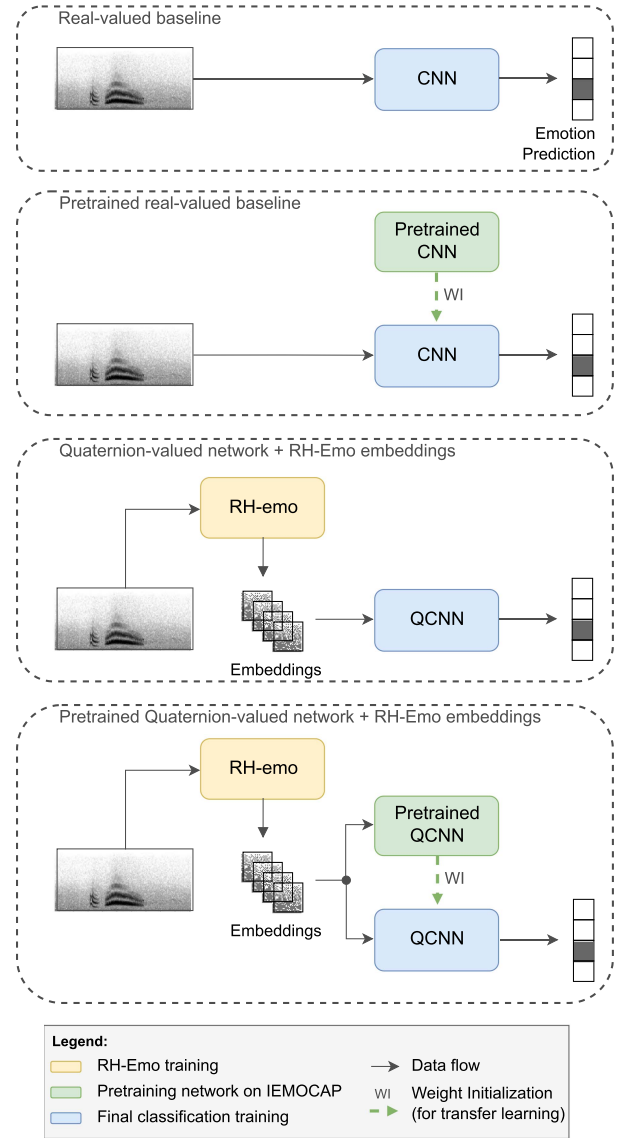 Real-valued baseline
CNN
Emotion
Prediction
Pretrained real-valued baseline
Pretrained
CNN
WI
CNN
Quaternion-valued network + RH-Emo embeddings
RH-emo
QCNN
Embeddings
Pretrained Quaternion-valued network + RH-Emo embeddings
RH-emo
Pretrained
QCNN
WI
Embeddings
QCNN
Legend:
RH-Emo training
Pretraining network on IEMOCAP
Final classification training
Data flow
WI Weight Initialization
(for transfer learning)